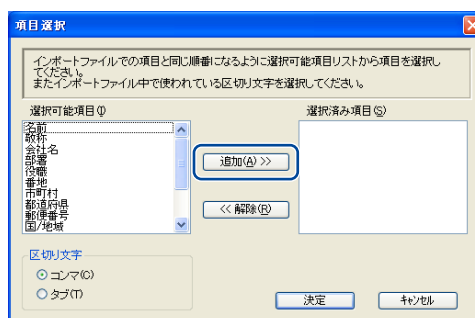 項目選択
インポートファイルでの項目と同じ順番になるように選択可能項目リストから項目を選択し
てください。
またインポートファイル中で使われている区切り文字を選択してください。
選択可能項目(I)
選択済み項目(S)
名前
敬称
会社名
部署
役職
番地
市町村
都道府県
郵便番号
国/地域
追加(A) >>
<< 解除(R)
区切り文字
コンマ(C)
タブ(T)
決定
キャンセル